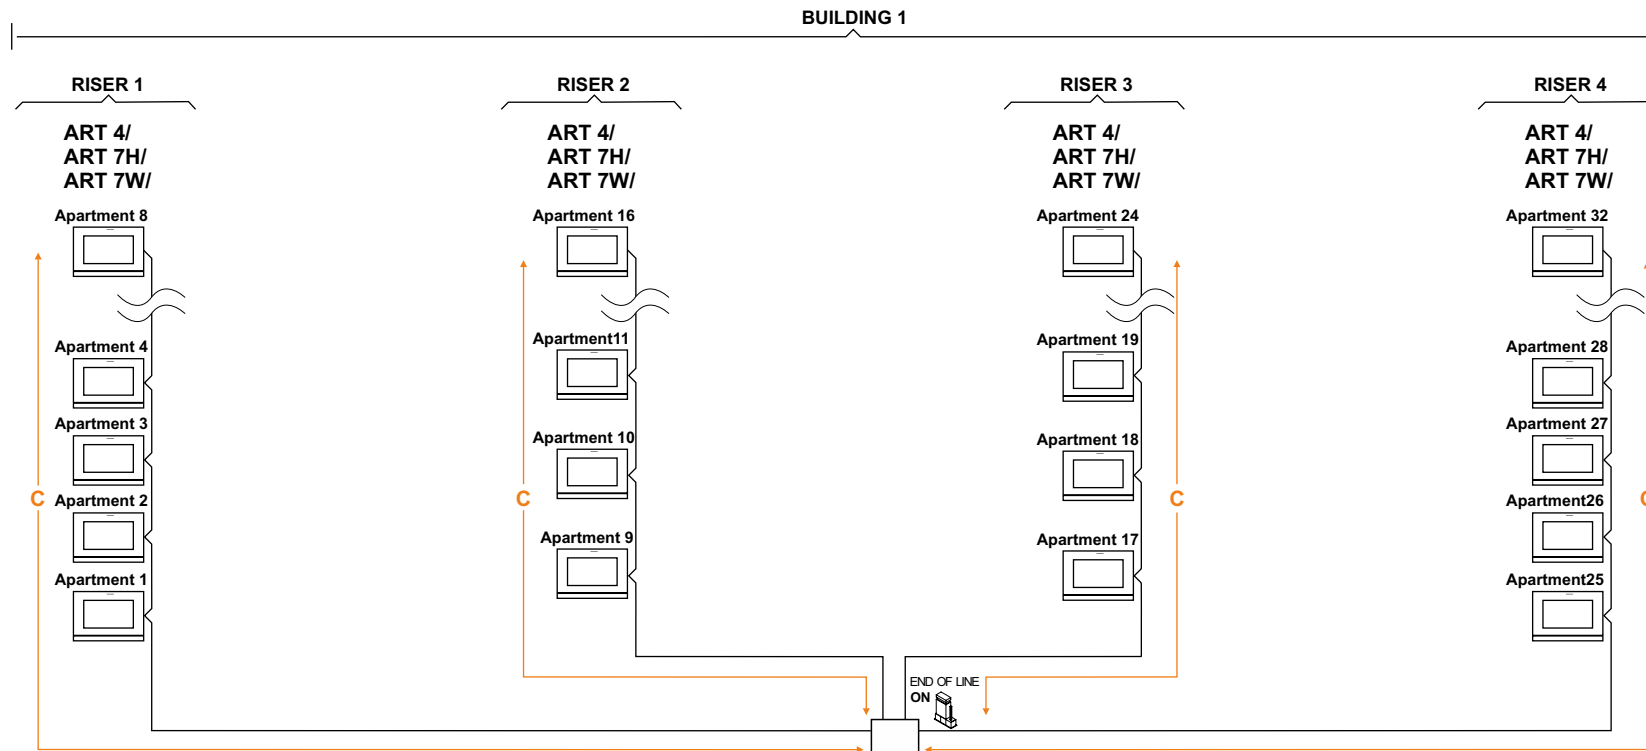 BUILDING 1
RISER 1
RISER 2
RISER 3
RISER 4
ART 4/
ART 7H/
ART 7W/
ART 4/
ART 7H/
ART 7W/
ART 4/
ART 7H/
ART 7W/
ART 4/
ART 7H/
ART 7W/
Apartment 8
Apartment 4
Apartment 3
C
Apartment 2
Apartment 1
Apartment 16
Apartment11
Apartment 10
C
Apartment 9
Apartment 24
Apartment 19
Apartment 18
C
Apartment 17
Apartment 32
Apartment 28
Apartment 27
Apartment26
C
Apartment25
END OF LINE
ON